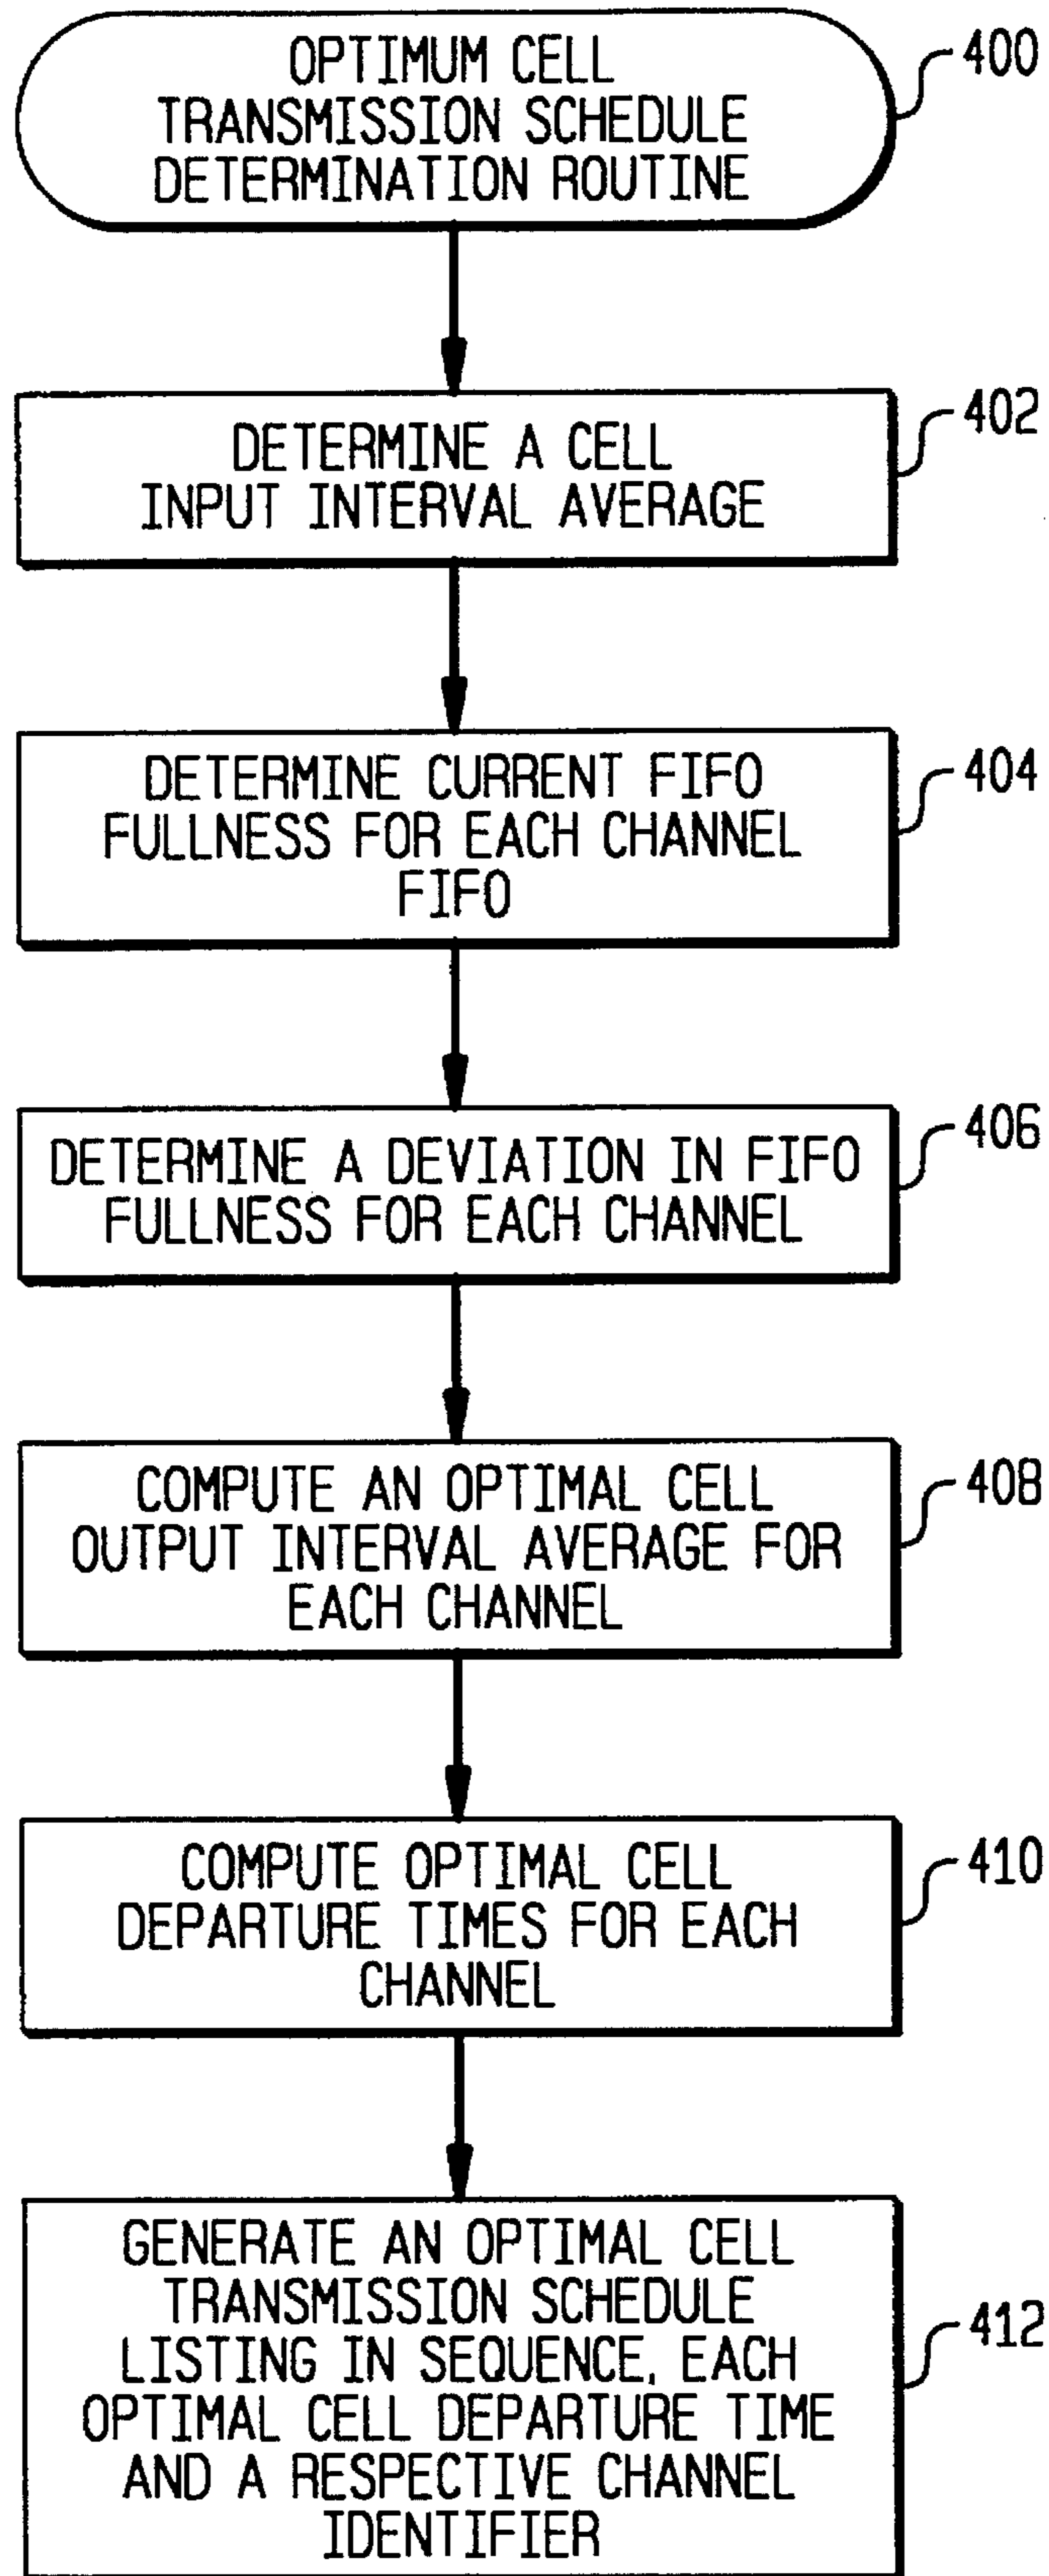 OPTIMUM CELL
TRANSMISSION SCHEDULE
DETERMINATION ROUTINE
400
DETERMINE A CELL
INPUT INTERVAL AVERAGE
402
DETERMINE CURRENT FIFO
FULLNESS FOR EACH CHANNEL
FIFO
404
DETERMINE A DEVIATION IN FIFO
FULLNESS FOR EACH CHANNEL
406
COMPUTE AN OPTIMAL CELL
OUTPUT INTERVAL AVERAGE FOR
EACH CHANNEL
408
COMPUTE OPTIMAL CELL
DEPARTURE TIMES FOR EACH
CHANNEL
410
GENERATE AN OPTIMAL CELL
TRANSMISSION SCHEDULE
LISTING IN SEQUENCE, EACH
OPTIMAL CELL DEPARTURE TIME
AND A RESPECTIVE CHANNEL
IDENTIFIER
412